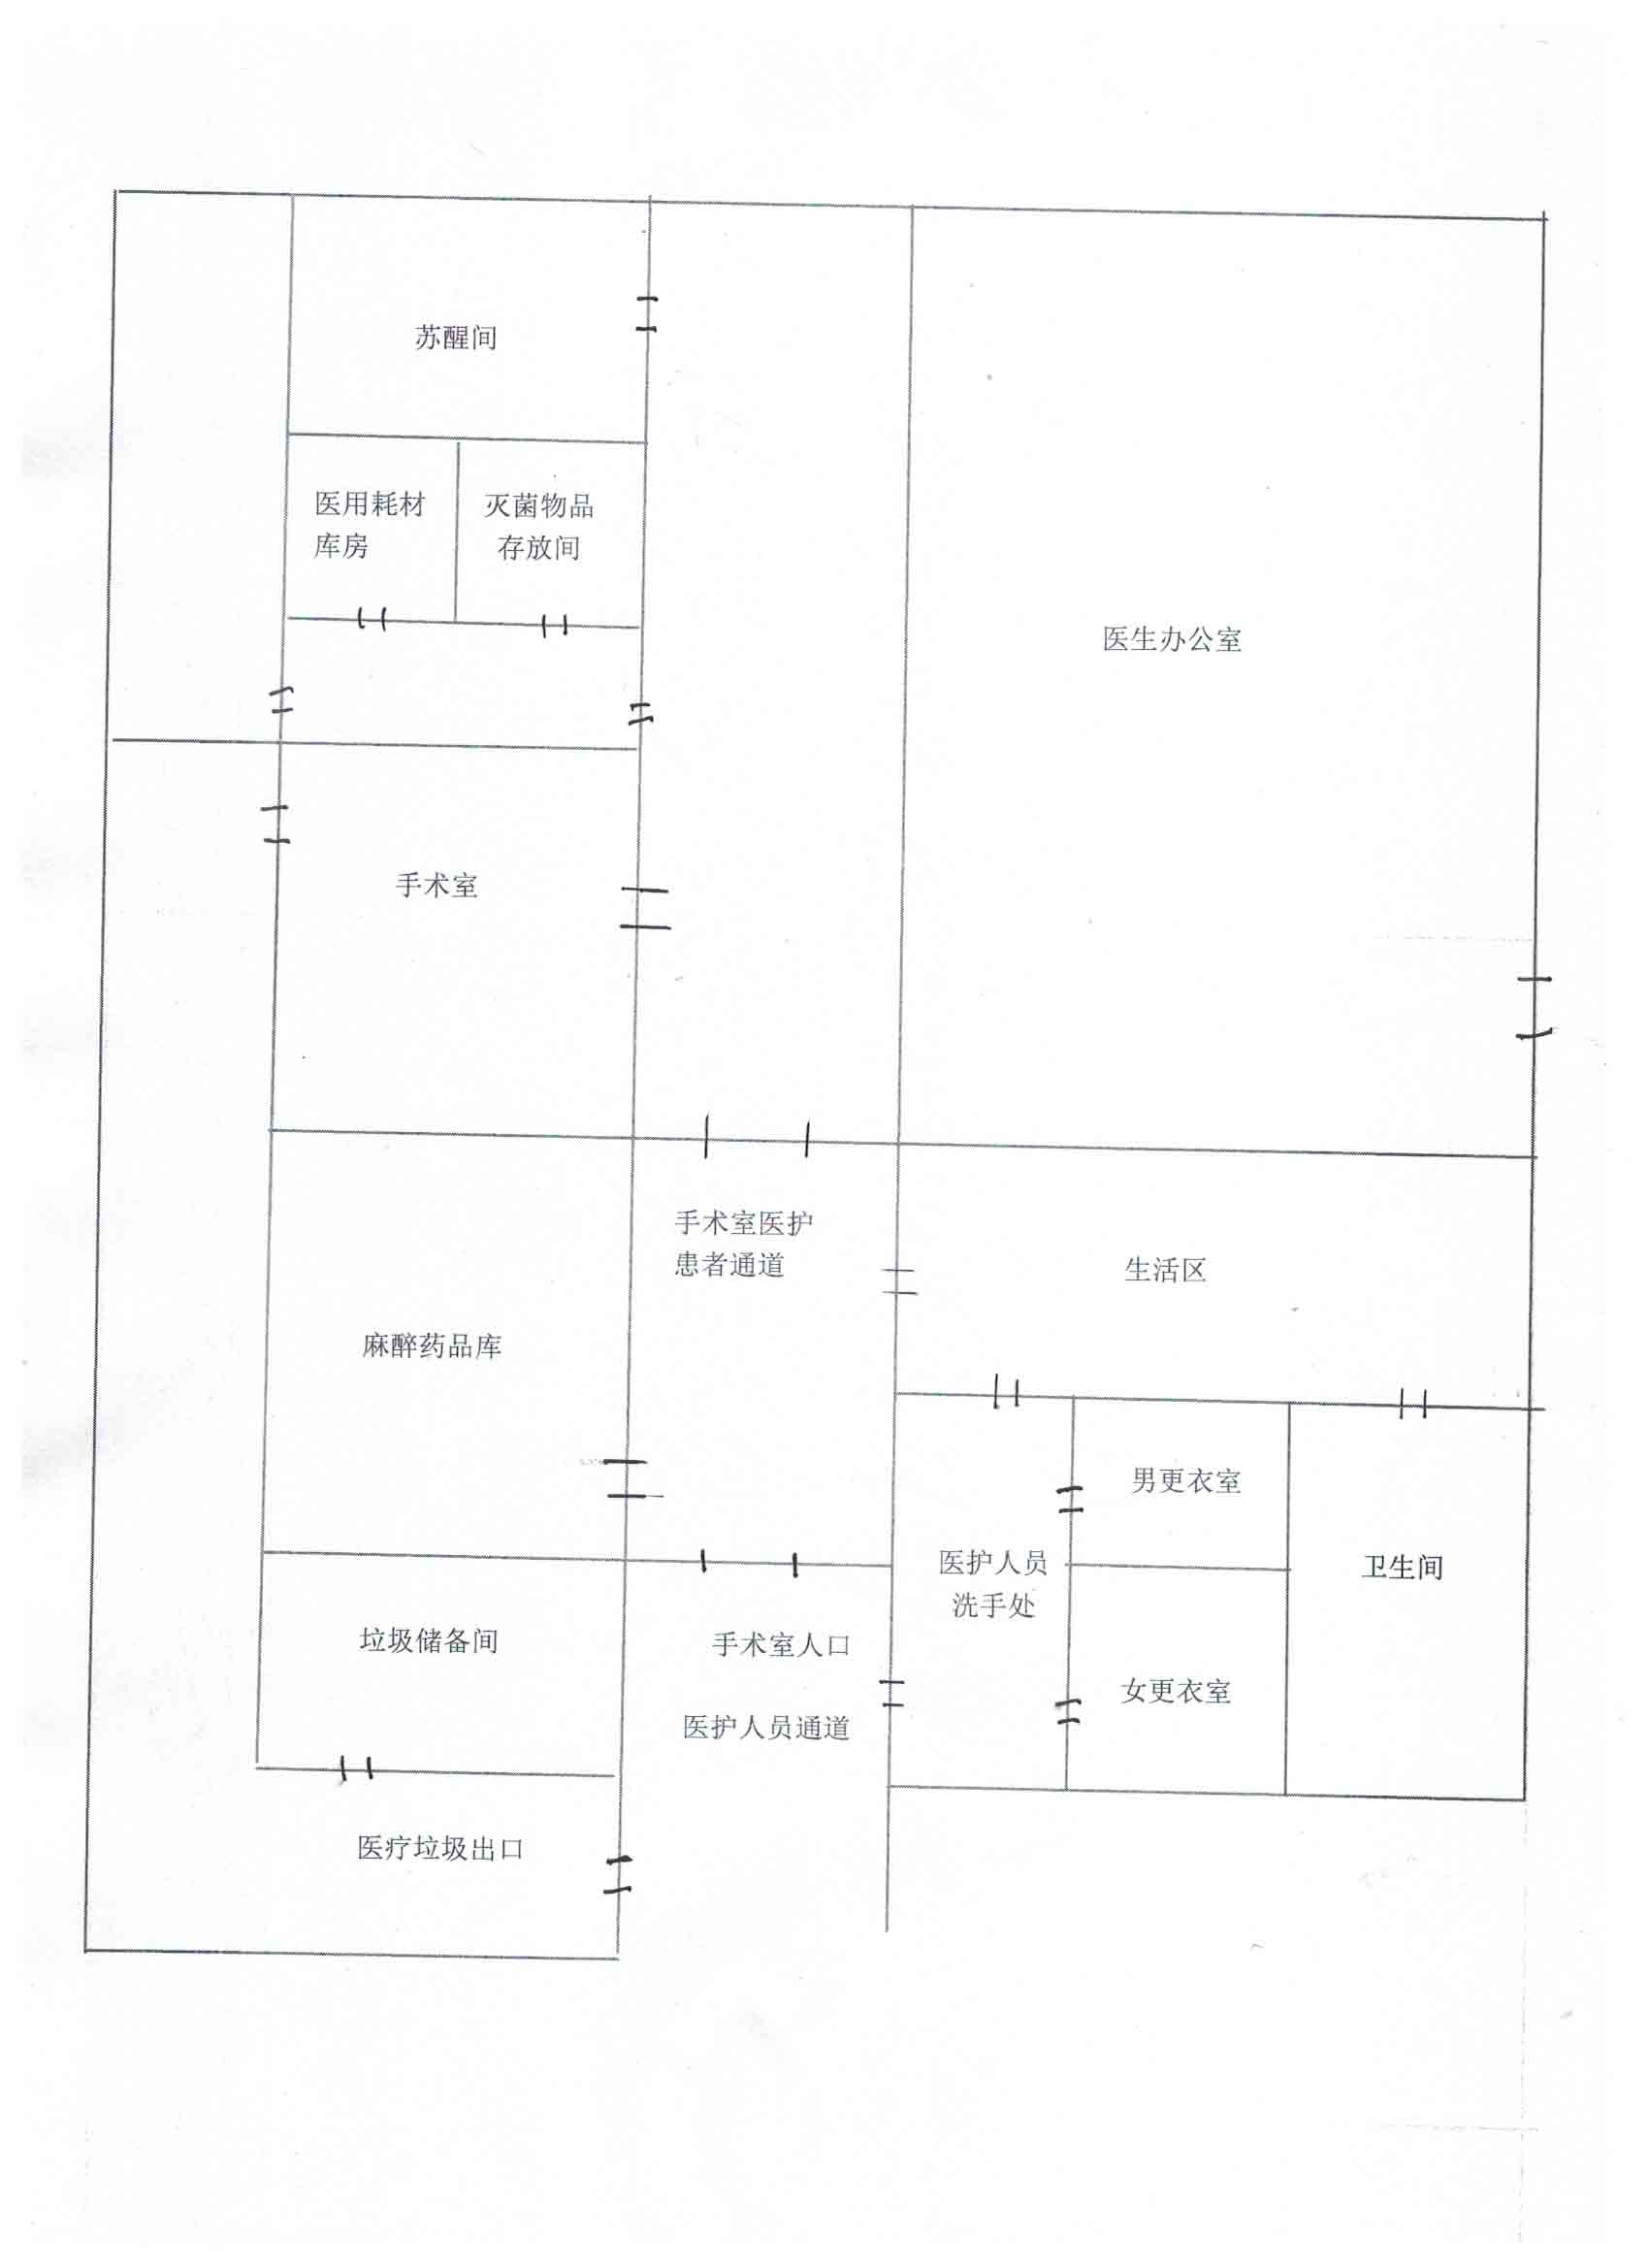 苏醒间
医用耗材
库房
灭菌物品
存放间
医生办公室
手术室
手术室医护
患者通道
生活区
麻醉药品库
男更衣室
医护人员
洗手处
卫生间
垃圾储备间
手术室人口
女更衣室
医护人员通道
医疗垃圾出口